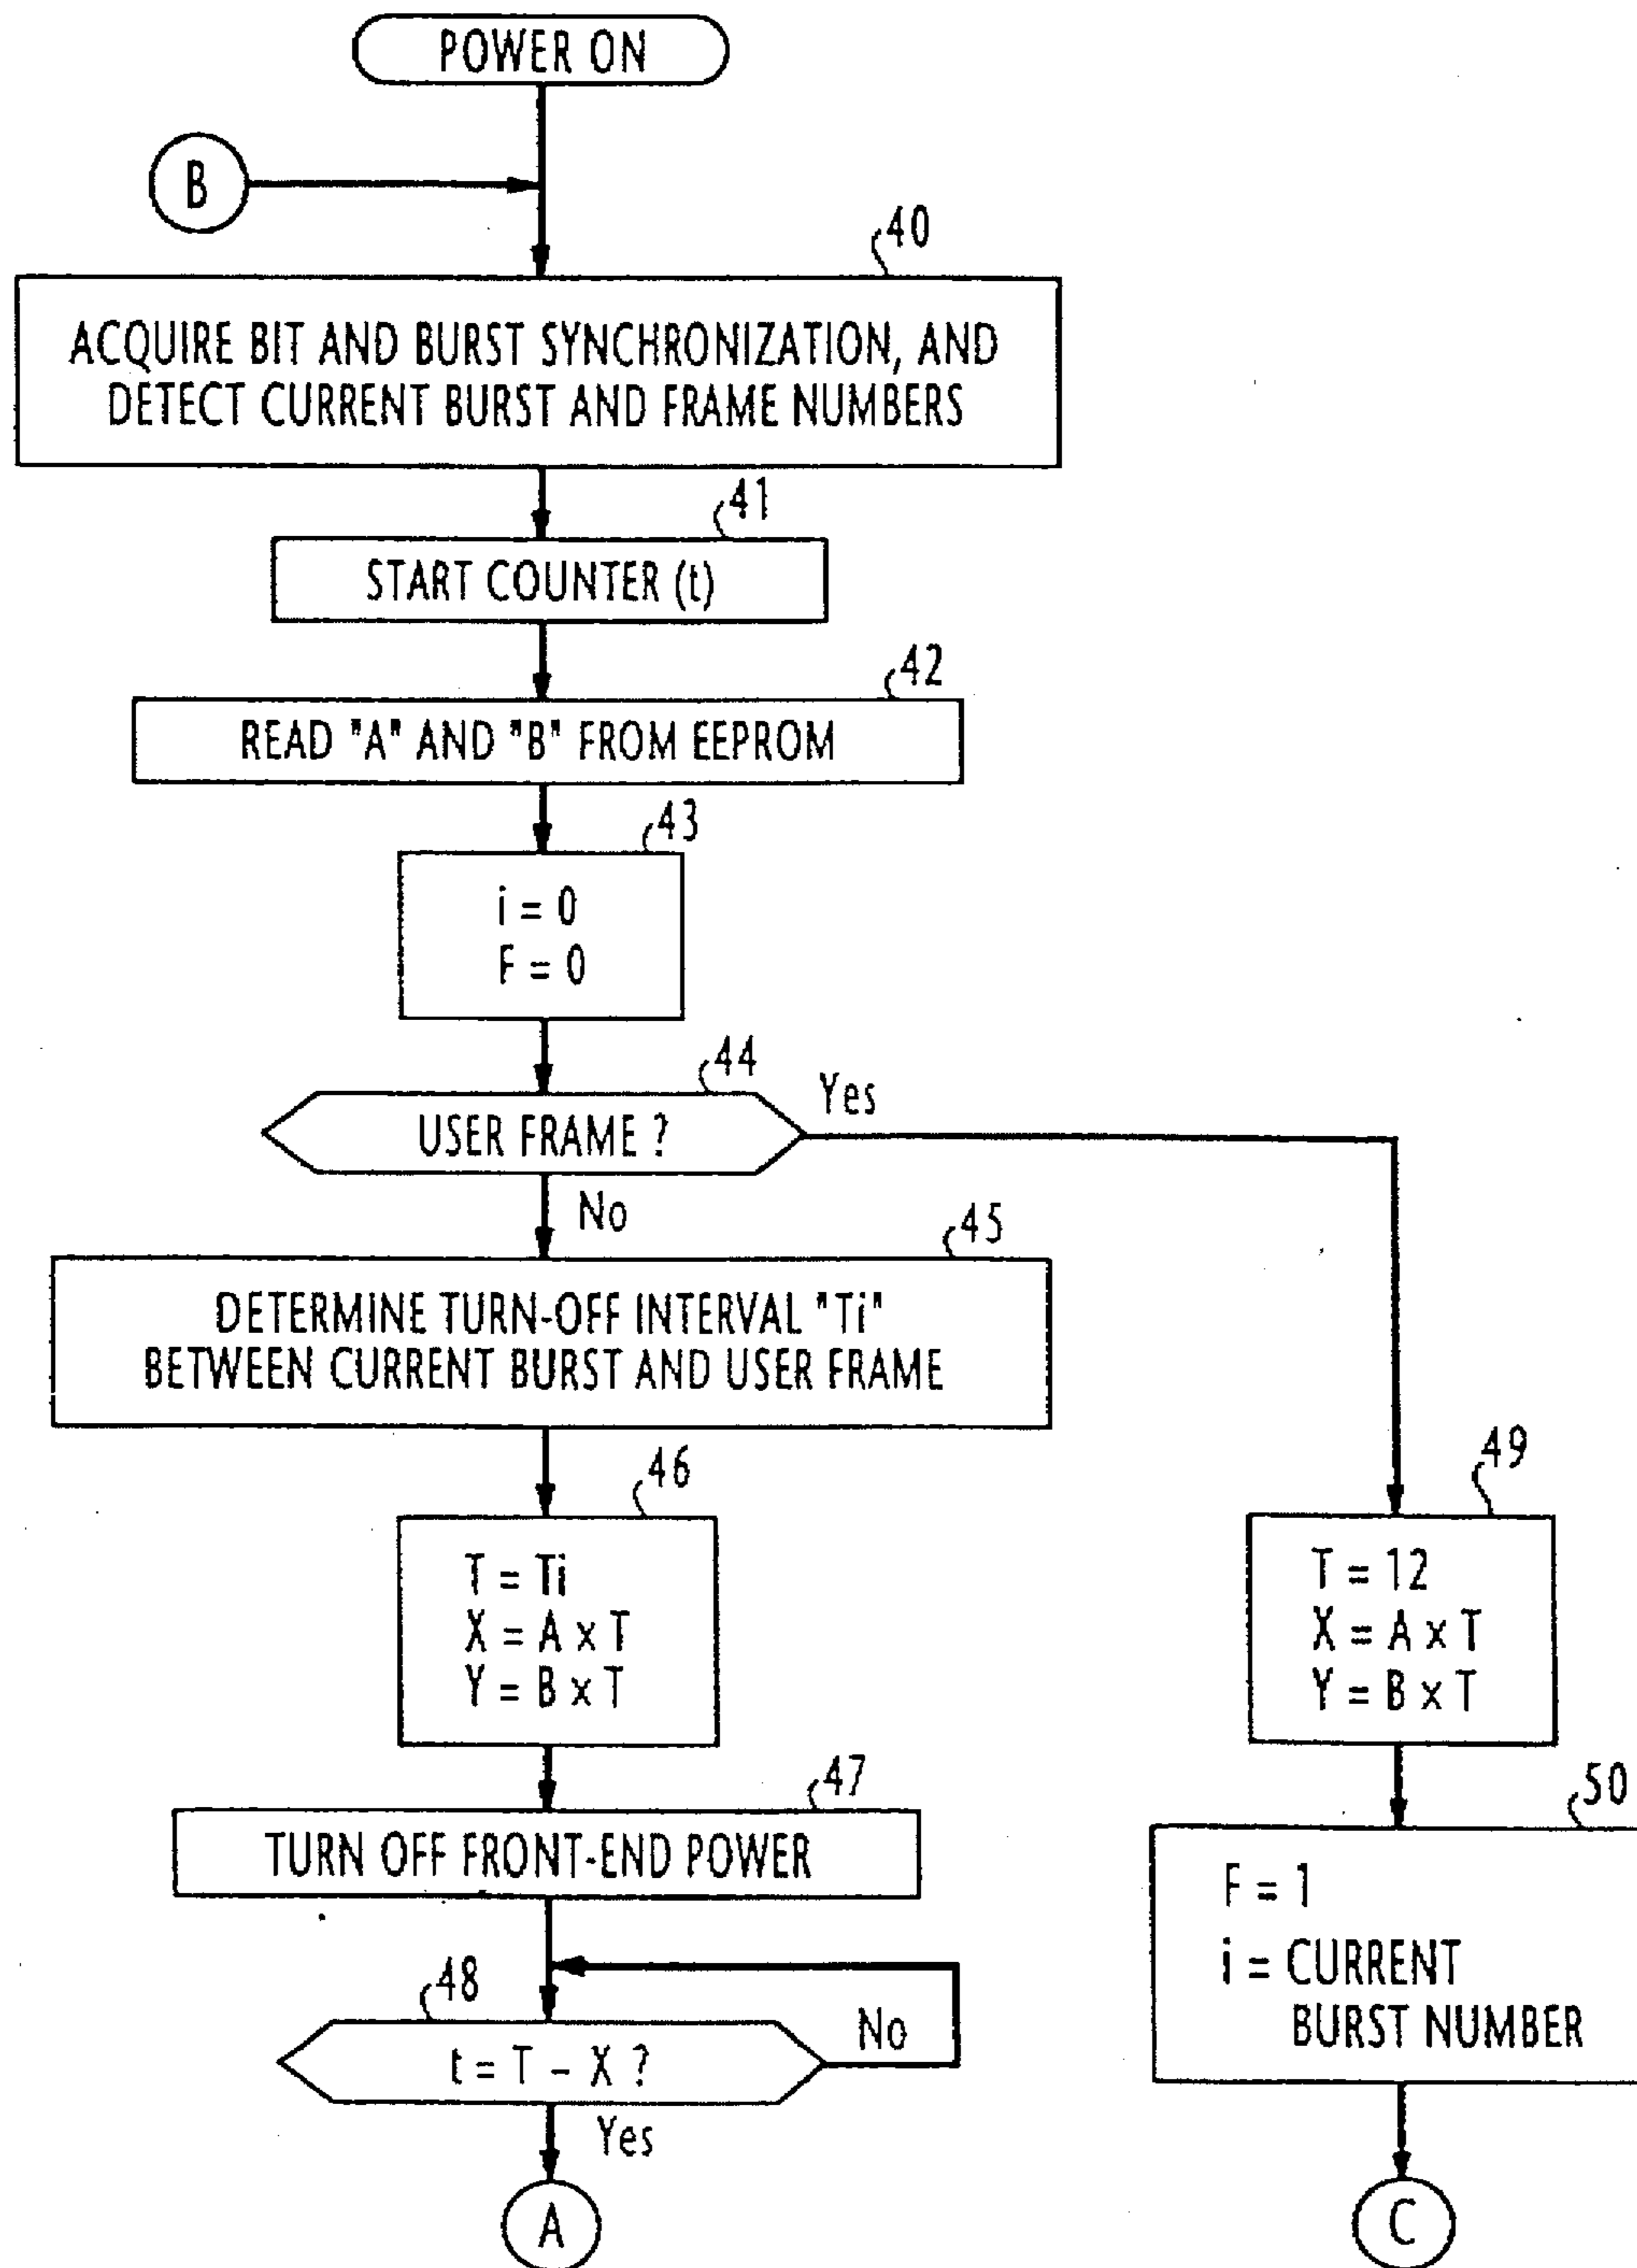 POWER ON
B
40
ACQUIRE BIT AND BURST SYNCHRONIZATION, AND
DETECT CURRENT BURST AND FRAME NUMBERS
41
START COUNTER (t)
42
READ "A" AND "B" FROM EEPROM
43
i = 0
F = 0
44
USER FRAME ?
Yes
No
45
DETERMINE TURN-OFF INTERVAL "Ti"
BETWEEN CURRENT BURST AND USER FRAME
46
T = Ti
X = A x T
Y = B x T
47
TURN OFF FRONT-END POWER
48
t = T – X ?
No
Yes
A
49
T = 12
X = A x T
Y = B x T
50
F = 1
i = CURRENT
BURST NUMBER
C